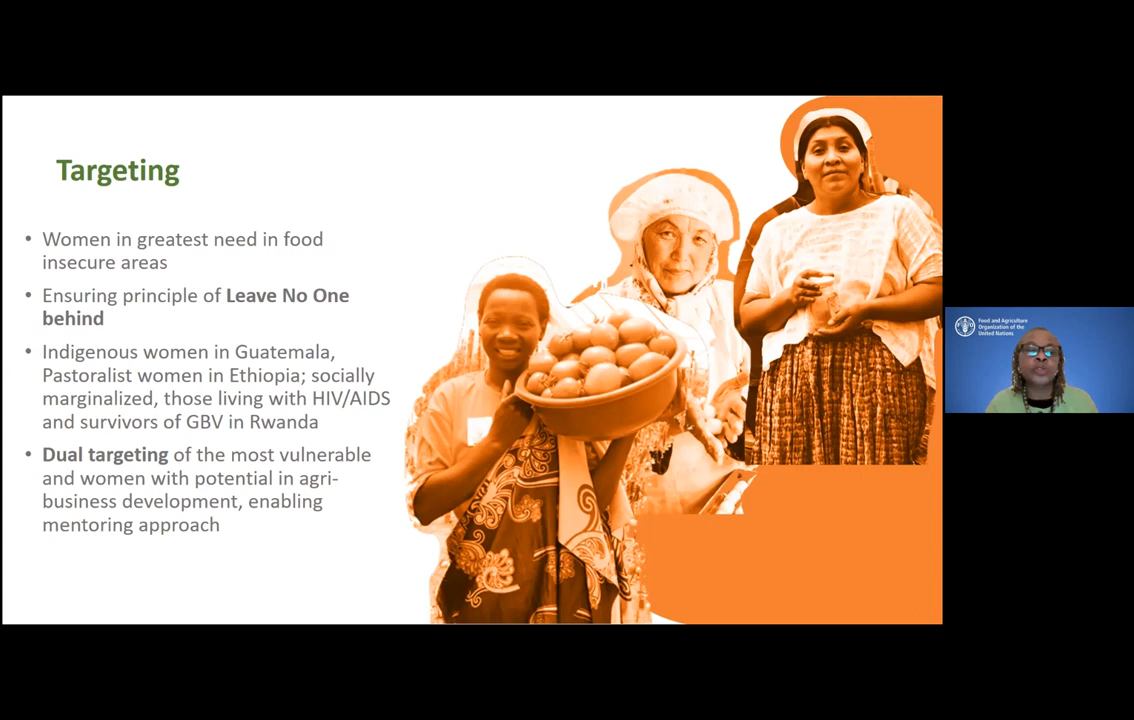 Targeting
• Women in greatest need in food
insecure areas
• Ensuring principle of Leave No One
behind
• Indigenous women in Guatemala,
Pastoralist women in Ethiopia; socially
marginalized, those living with HIV/AIDS
and survivors of GBV in Rwanda
• Dual targeting of the most vulnerable
and women with potential in agri-
business development, enabling
mentoring approach
Food and Agriculture
Organization of the
United Nations